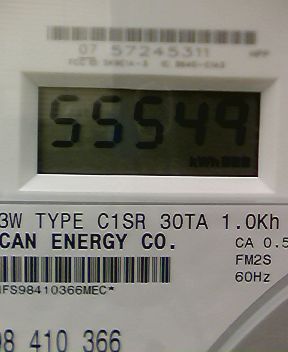 07 57245311
55549
kWh
3W TYPE C1SR 30TA 1.0Kh
CAN ENERGY CO.
CA 0.5
FM2S
60Hz
IFS98410366MEC*
98 410 366